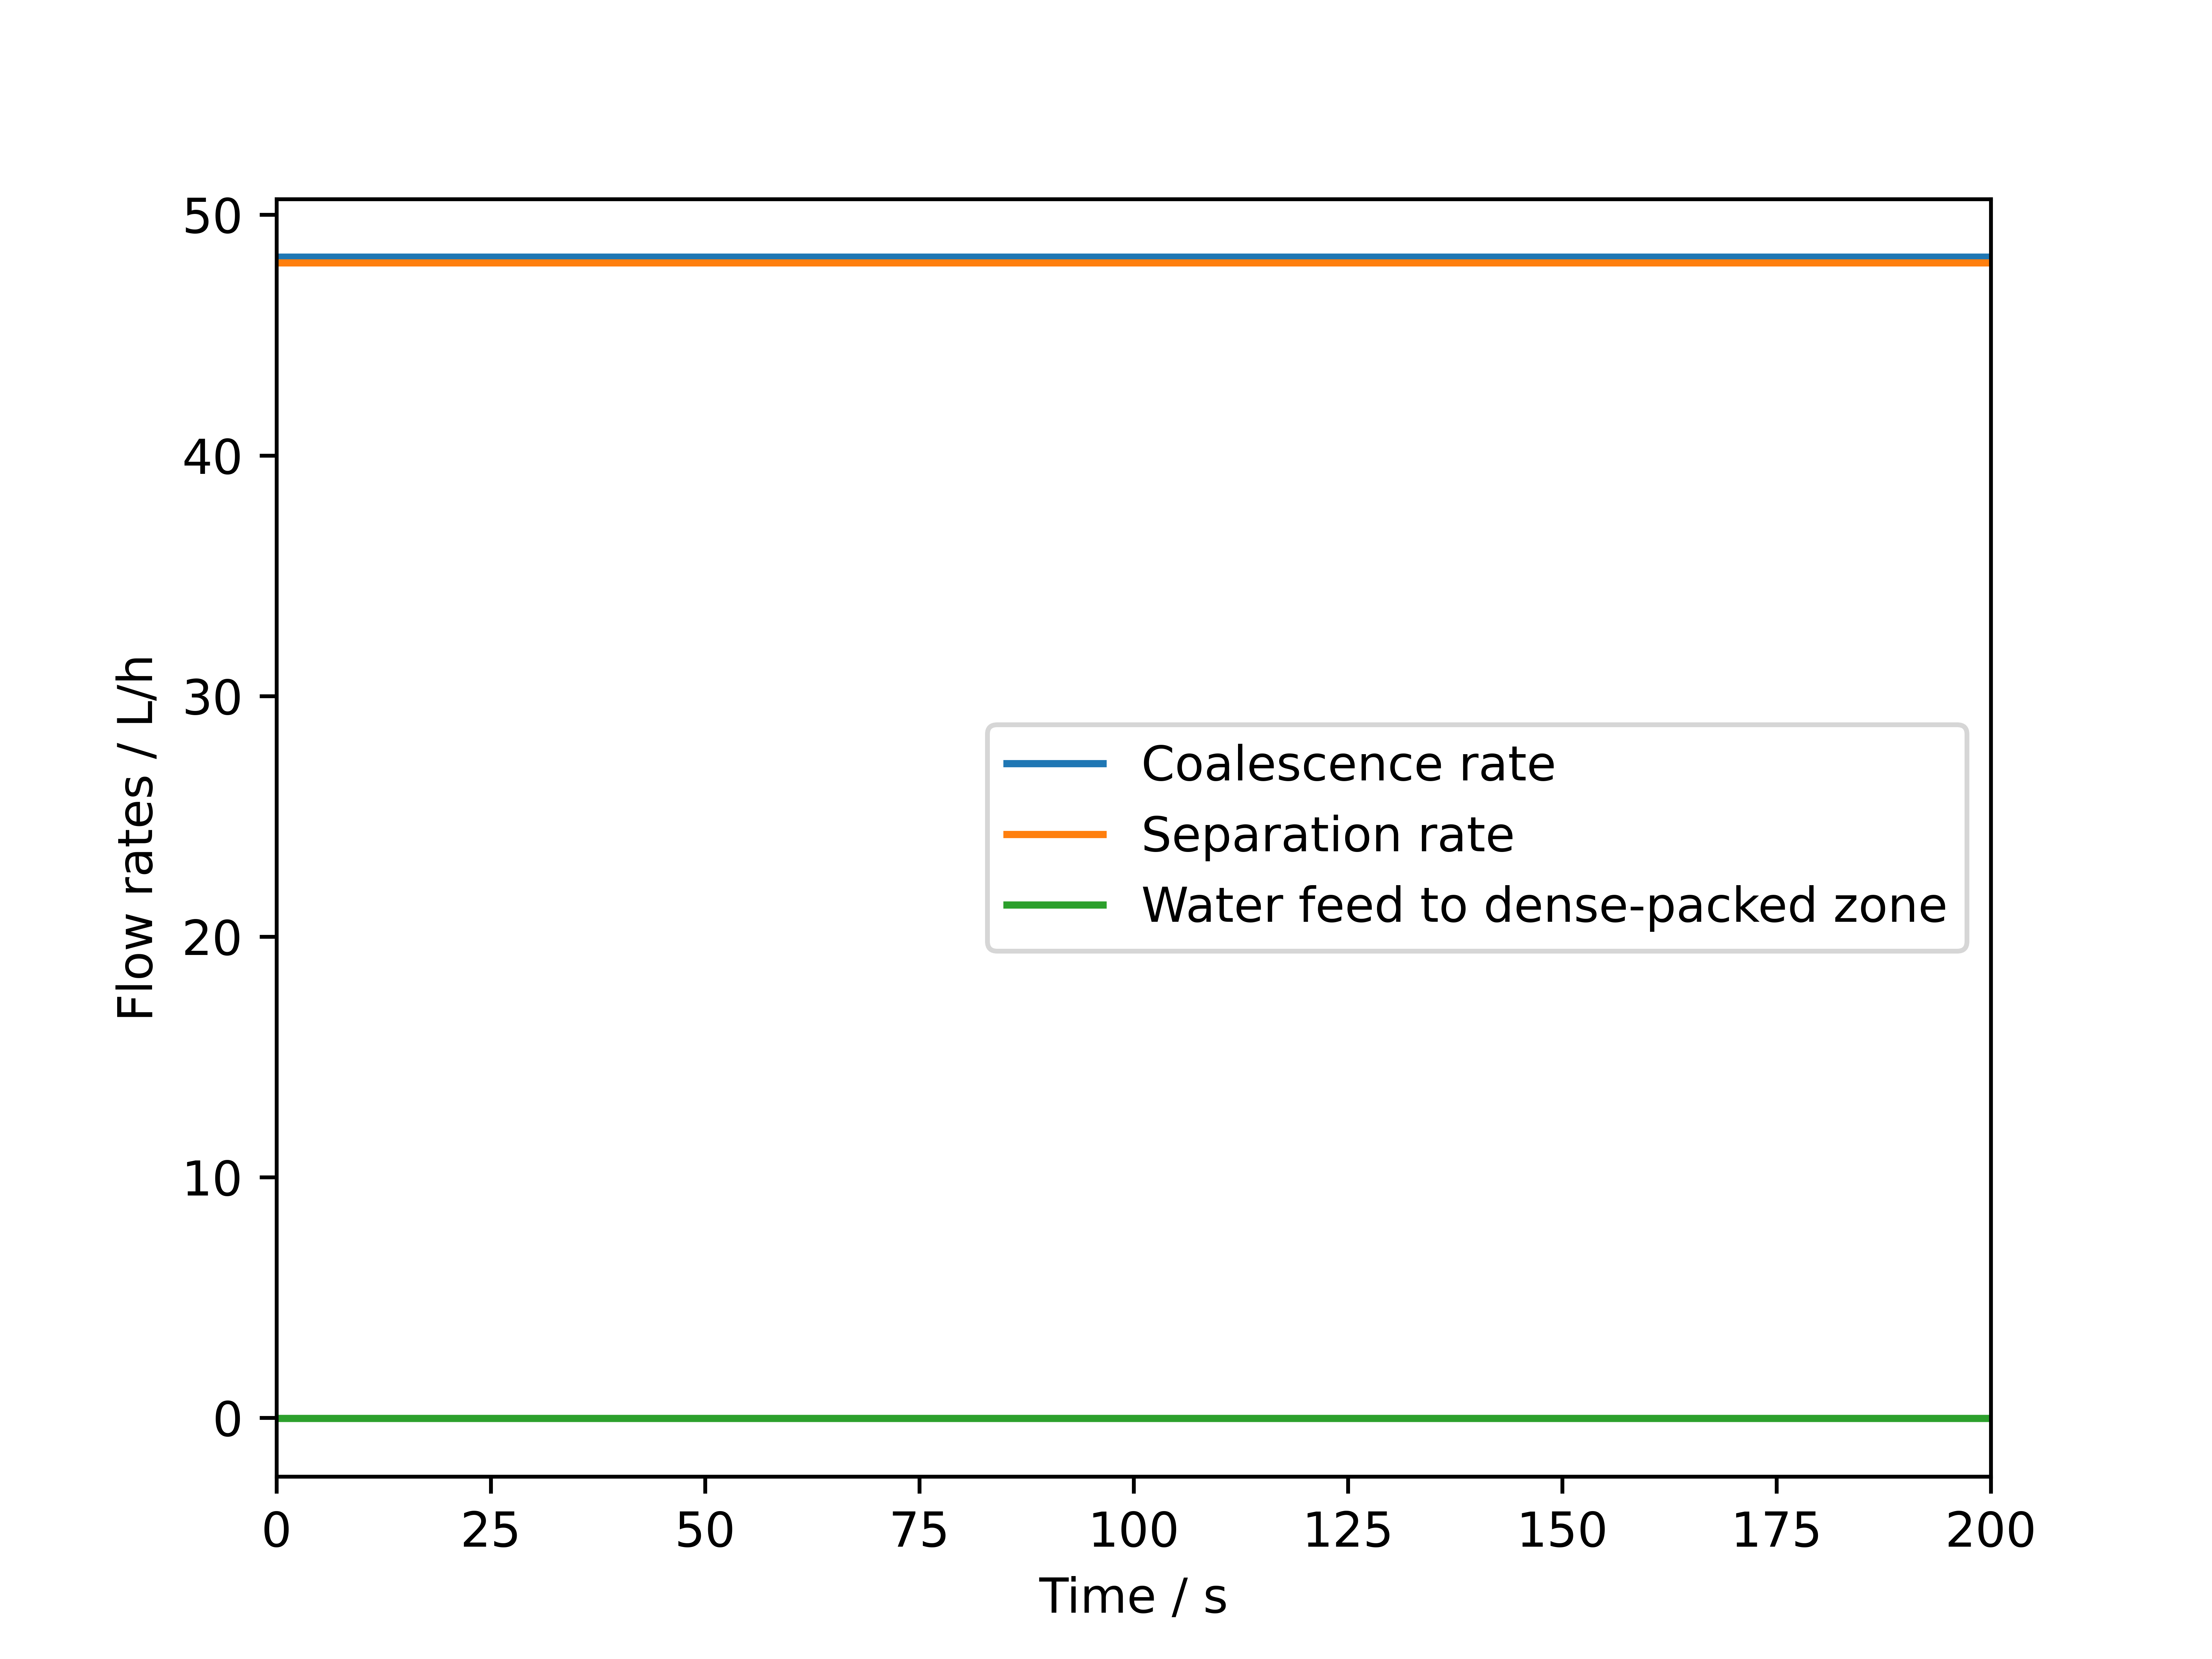 50
40
30
20
10
0
Flow rates / L/h
Coalescence rate
Separation rate
Water feed to dense-packed zone
0 25 50 75 100 125 150 175 200
Time / s